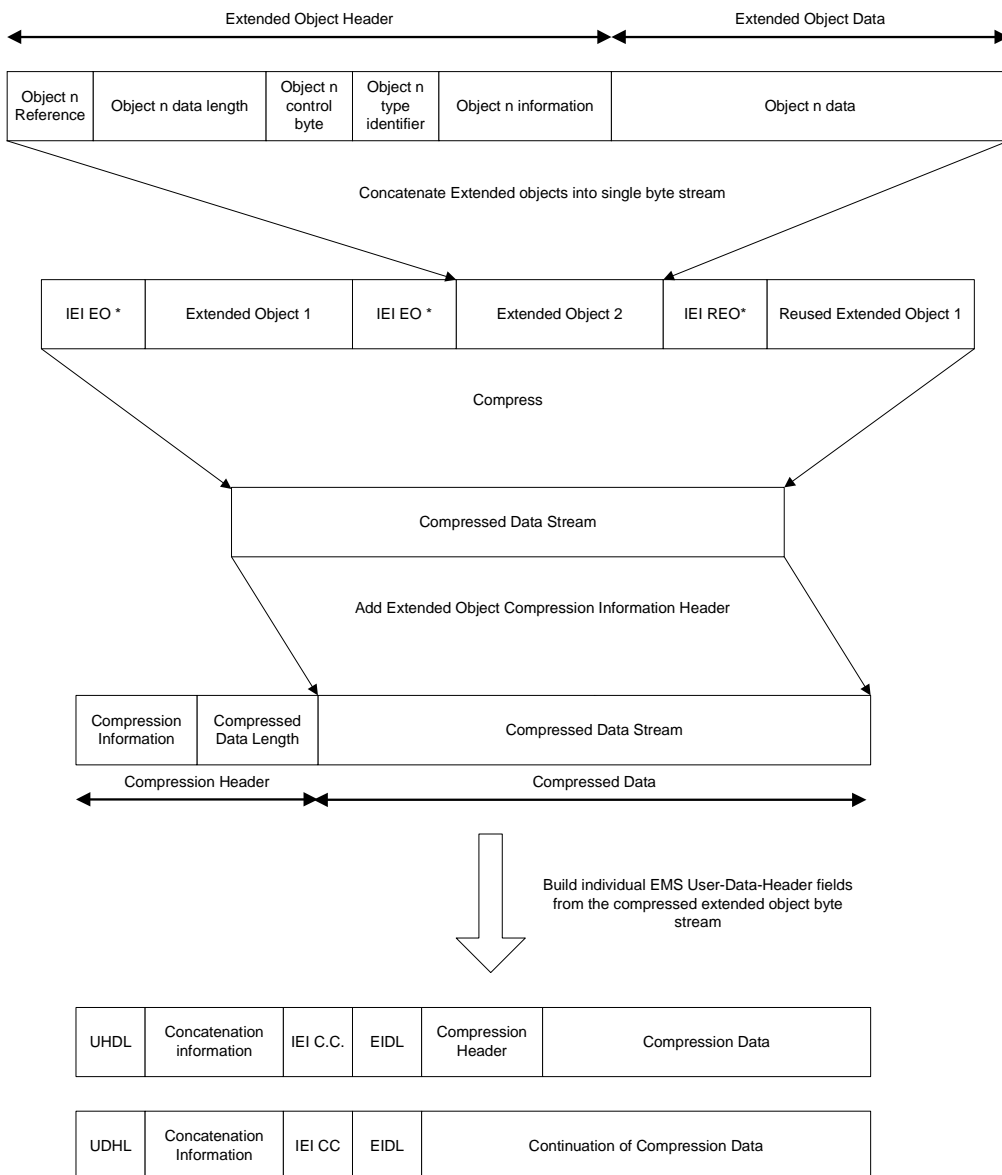 Extended Object Header
Extended Object Data
Object n
Reference
Object n data length
Object n
control
byte
Object n
type
identifier
Object n information
Object n data
Concatenate Extended objects into single byte stream
IEI EO *
Extended Object 1
IEI EO *
Extended Object 2
IEI REO*
Reused Extended Object 1
Compress
Compressed Data Stream
Add Extended Object Compression Information Header
Compression
Information
Compressed
Data Length
Compressed Data Stream
Compression Header
Compressed Data
Build individual EMS User-Data-Header fields
from the compressed extended object byte
stream
UHDL
Concatenation
information
IEI C.C.
EIDL
Compression
Header
Compression Data
UDHL
Concatenation
Information
IEI CC
EIDL
Continuation of Compression Data